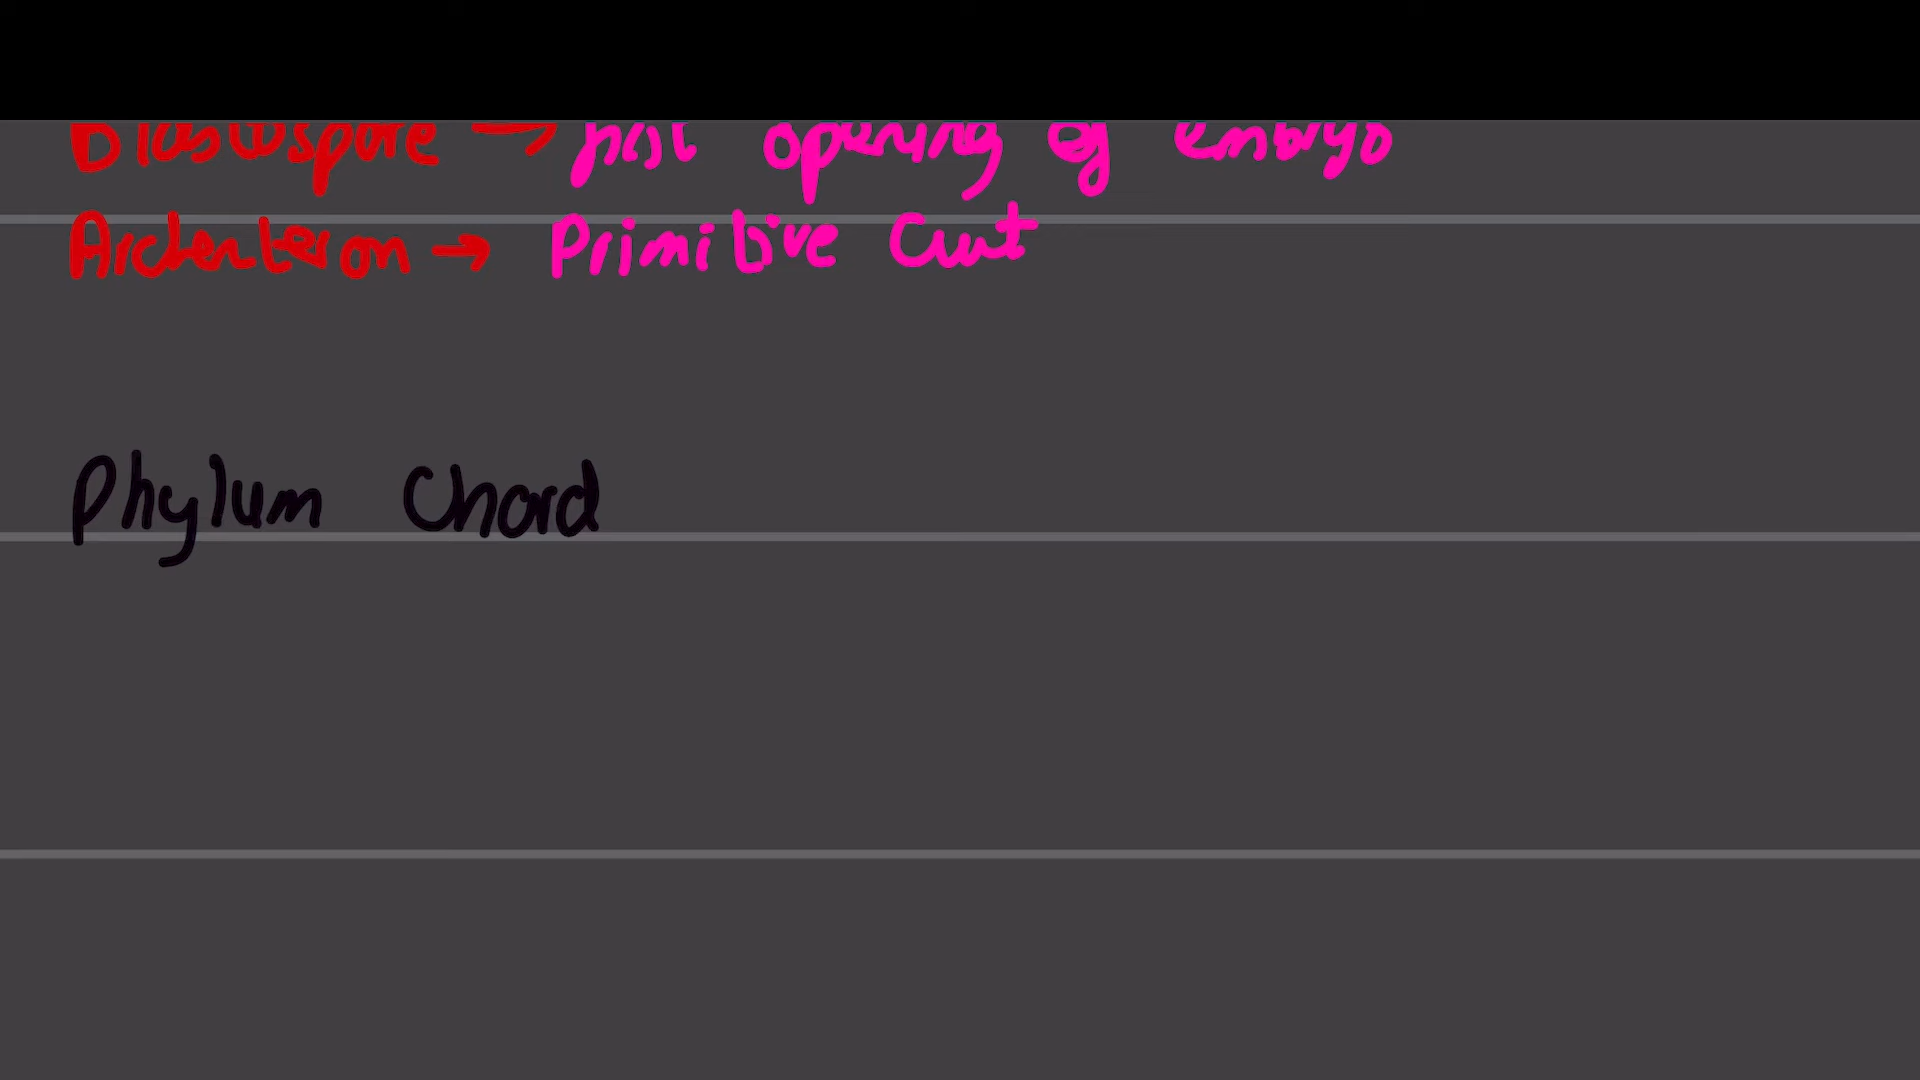 Blastospore → first opening of embryo
Archenteron → Primitive Gut
Phylum Chord